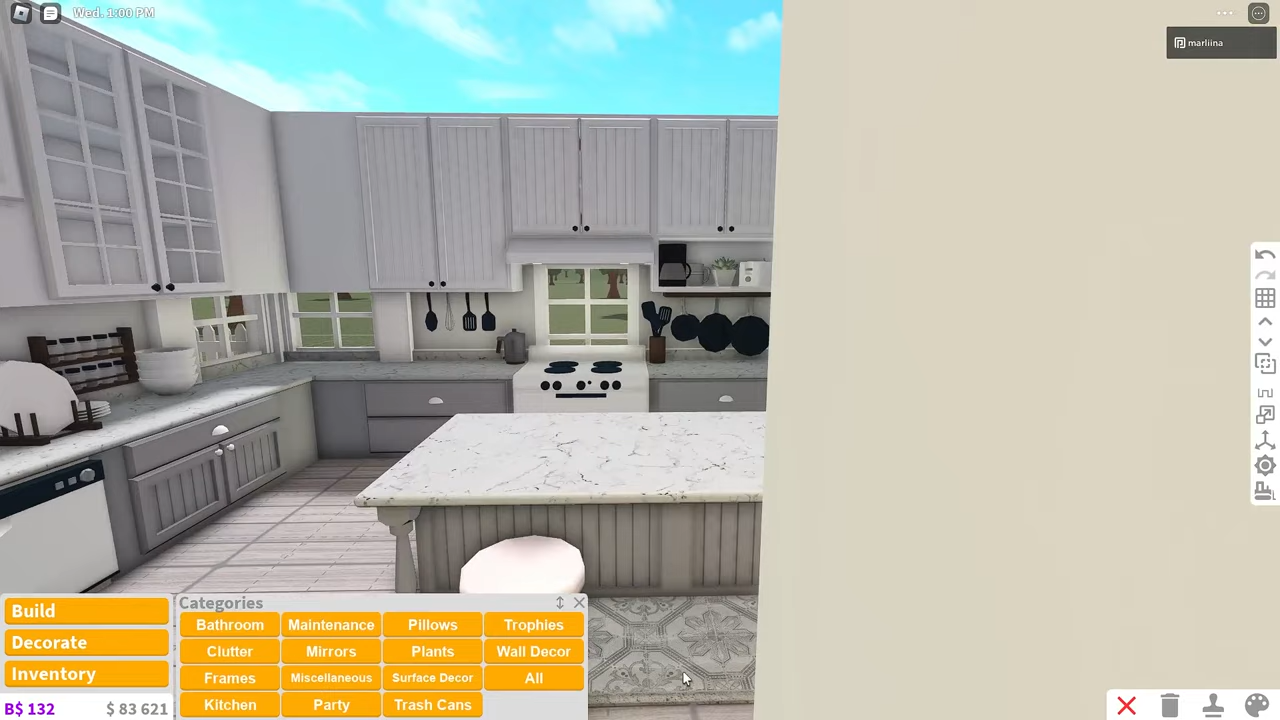 Wed. 1:00 PM
marliina
Build
Decorate
Inventory
B$ 132
$ 83 621
Categories
Bathroom
Maintenance
Pillows
Trophies
Clutter
Mirrors
Plants
Wall Decor
Frames
Miscellaneous
Surface Decor
All
Kitchen
Party
Trash Cans